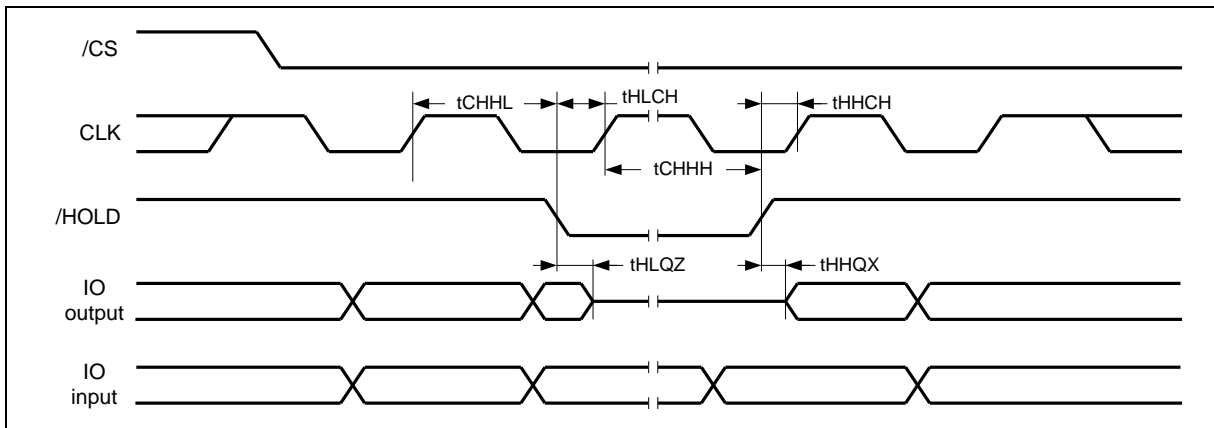 /CS
tCHHL
tHLCH
tHHCH
CLK
tCHHH
/HOLD
tHLQZ
tHHQX
IO
output
IO
input